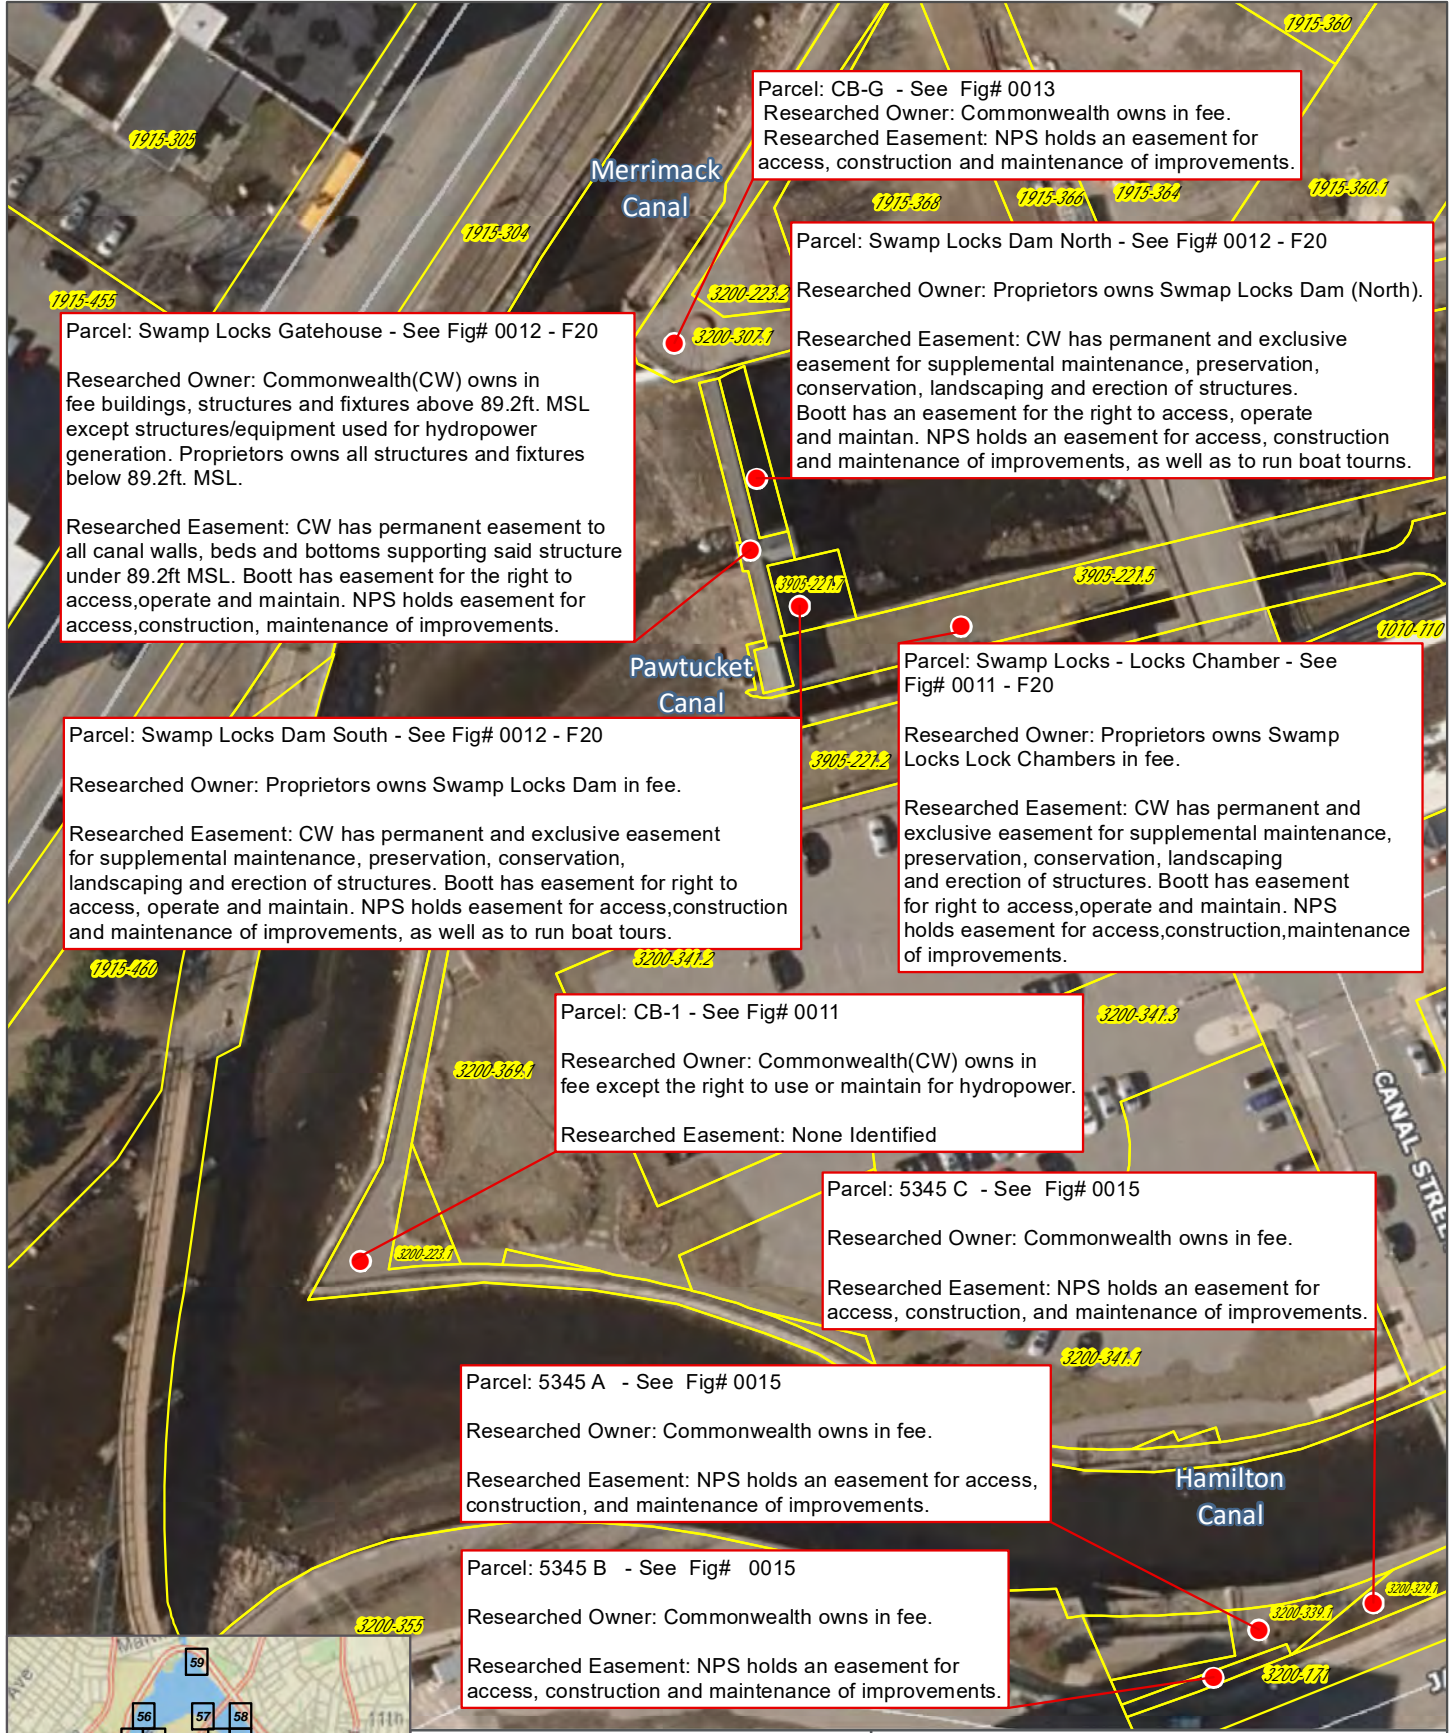 1915-360
Parcel: CB-G - See Fig# 0013
Researched Owner: Commonwealth owns in fee.
Researched Easement: NPS holds an easement for
access, construction and maintenance of improvements.
1915-305
Merrimack
Canal
1915-304
1915-368
1915-366
1915-364
1915-360.1
Parcel: Swamp Locks Dam North - See Fig# 0012 - F20
Researched Owner: Proprietors owns Swmap Locks Dam (North).
Researched Easement: CW has permanent and exclusive
easement for supplemental maintenance, preservation,
conservation, landscaping and erection of structures.
Boott has an easement for the right to access, operate
and maintan. NPS holds an easement for access, construction
and maintenance of improvements, as well as to run boat tourns.
1915-455
3200-223.2
3200-307.1
Parcel: Swamp Locks Gatehouse - See Fig# 0012 - F20
Researched Owner: Commonwealth(CW) owns in
fee buildings, structures and fixtures above 89.2ft. MSL
except structures/equipment used for hydropower
generation. Proprietors owns all structures and fixtures
below 89.2ft. MSL.
Researched Easement: CW has permanent easement to
all canal walls, beds and bottoms supporting said structure
under 89.2ft MSL. Boott has easement for the right to
access,operate and maintain. NPS holds easement for
access,construction, maintenance of improvements.
3905-221.7
3905-221.5
1010-110
Pawtucket
Canal
Parcel: Swamp Locks - Locks Chamber - See
Fig# 0011 - F20
Researched Owner: Proprietors owns Swamp
Locks Lock Chambers in fee.
Researched Easement: CW has permanent and
exclusive easement for supplemental maintenance,
preservation, conservation, landscaping
and erection of structures. Boott has easement
for right to access,operate and maintain. NPS
holds easement for access,construction,maintenance
of improvements.
Parcel: Swamp Locks Dam South - See Fig# 0012 - F20
Researched Owner: Proprietors owns Swamp Locks Dam in fee.
Researched Easement: CW has permanent and exclusive easement
for supplemental maintenance, preservation, conservation,
landscaping and erection of structures. Boott has easement for right to
access, operate and maintain. NPS holds easement for access,construction
and maintenance of improvements, as well as to run boat tours.
3905-221.2
1915-460
3200-341.2
Parcel: CB-1 - See Fig# 0011
Researched Owner: Commonwealth(CW) owns in
fee except the right to use or maintain for hydropower.
Researched Easement: None Identified
3200-341.3
3200-369.1
CANAL STREE
Parcel: 5345 C - See Fig# 0015
Researched Owner: Commonwealth owns in fee.
Researched Easement: NPS holds an easement for
access, construction, and maintenance of improvements.
3200-223.1
3200-341.1
Parcel: 5345 A - See Fig# 0015
Researched Owner: Commonwealth owns in fee.
Researched Easement: NPS holds an easement for access,
construction, and maintenance of improvements.
Hamilton
Canal
Parcel: 5345 B - See Fig# 0015
Researched Owner: Commonwealth owns in fee.
Researched Easement: NPS holds an easement for
access, construction and maintenance of improvements.
3200-329.1
3200-339.1
3200-171
3200-355
Ave
59
56
57
58
11th